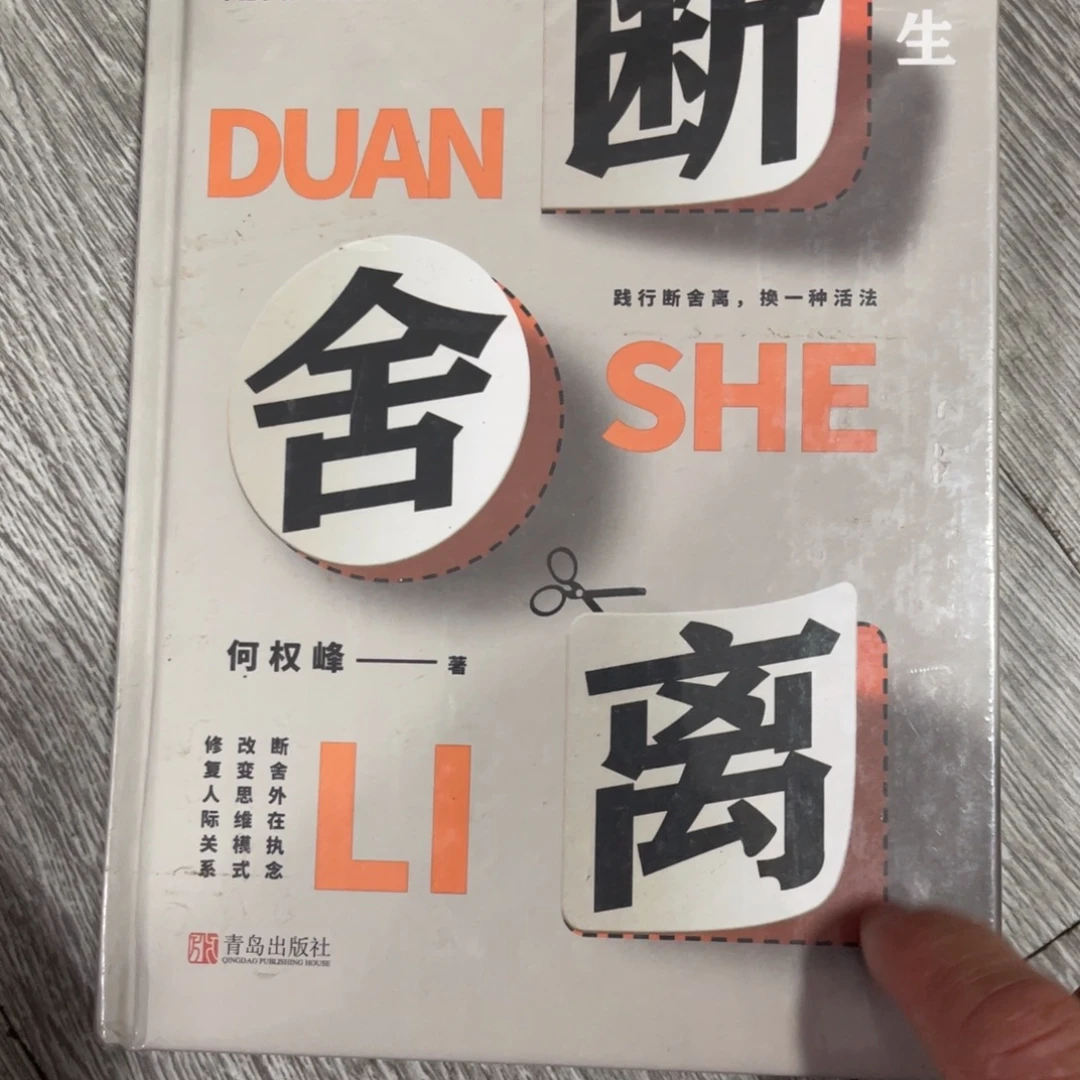 断
生
DUAN
舍
践行断舍离，换一种活法
SHE
何权峰——著
离
断舍外在执念
改变思维模式
修复人际关系
LI
青岛出版社
QINGDAO PUBLISHING HOUSE